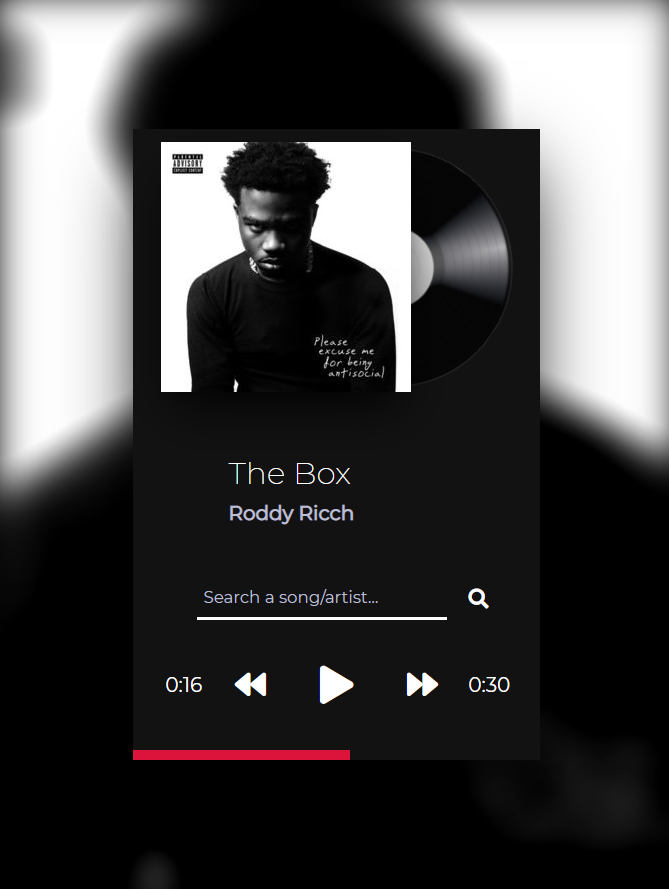 PARENTAL
ADVISORY
EXPLICIT CONTENT
Please
excuse me
for being
antisocial
The Box
Roddy Ricch
Search a song/artist...
0:16
0:30